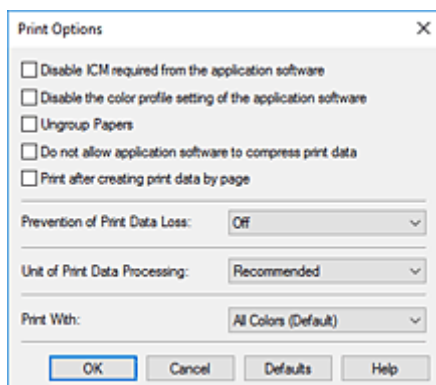 Print Options
Disable ICM required from the application software
Disable the color profile setting of the application software
Ungroup Papers
Do not allow application software to compress print data
Print after creating print data by page
Prevention of Print Data Loss: Off
Unit of Print Data Processing: Recommended
Print With: All Colors (Default)
OK Cancel Defaults Help